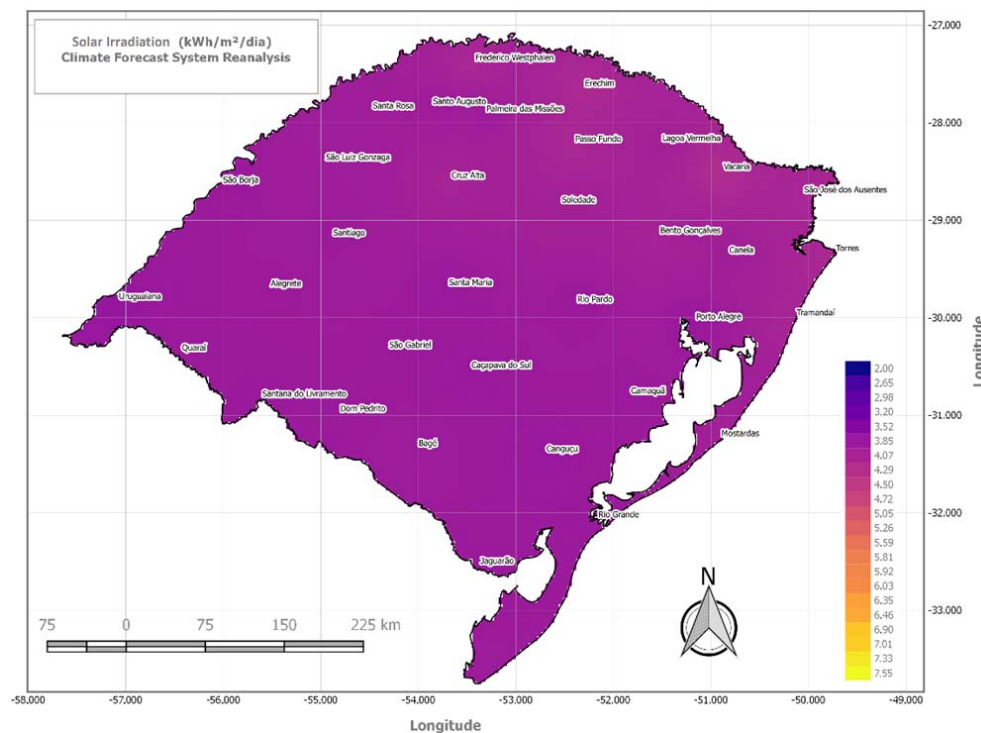 Solar Irradiation (kWh/m²/dia)
Climate Forecast System Reanalysis
-27.000
Frederico Westphalen
Erechim
Santa Rosa
Santo Augusto
Palmeira das Missões
-28.000
Passo Fundo
Lagoa Vermelha
São Luiz Gonzaga
Vacaria
Cruz Alta
São Borja
São José dos Ausentes
Soledade
-29.000
Santiago
Bento Gonçalves
Canela
Torres
Alegrete
Santa Maria
Uruguaiana
Rio Pardo
Tramandaí
Porto Alegre
-30.000
Quaraí
São Gabriel
Caçapava do Sul
Longitude
Santana do Livramento
Camaquã
Dom Pedrito
-31.000
Mostardas
Bagé
Canguçu
-32.000
Rio Grande
Jaguarão
-33.000
2.00
2.65
2.98
3.20
3.52
3.85
4.07
4.29
4.50
4.72
5.05
5.26
5.59
5.81
5.92
6.03
6.35
6.46
6.90
7.01
7.33
7.55
N
75 0 75 150 225 km
-58.000 -57.000 -56.000 -55.000 -54.000 -53.000 -52.000 -51.000 -50.000 -49.000
Longitude